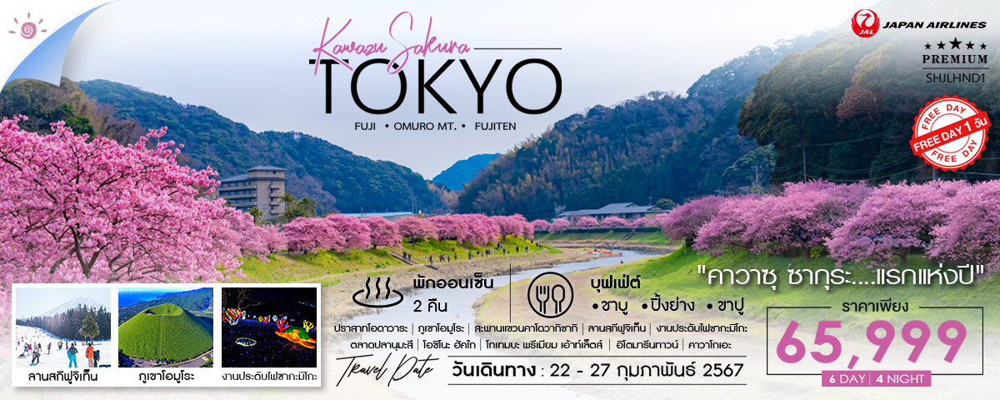 Kawazu Sakura
TOKYO
FUJI • OMURO MT. • FUJITEN
JAL JAPAN AIRLINES
PREMIUM
SHJLHND1
FREE DAY
FREE DAY 1 วัน
FREE DAY
"คาวาซุ ซากุระ....แรกแห่งปี"
พักออนเซ็น
2 คืน
บุฟเฟ่ต์
•ชาบู •ปิ้งย่าง •ขาปู
ปราสาทโอดาวาระ | ภูเขาโอมูโระ | สะพานแขวนคาโดวากิซากิ | ลานสกีฟูจิเท็น | งานประดับไฟซากะมิโกะ
ตลาดปลานุมะสึ | โอชิโนะ ฮัคไก | โกเทมบะ พรีเมียม เอ้าท์เล็ตส์ | ฮิโตมารีนทาวน์ | คาวาโกเอะ
Travel Date
วันเดินทาง : 22 - 27 กุมภาพันธ์ 2567
ราคาเพียง
65,999
6 DAY | 4 NIGHT
ลานสกีฟูจิเท็น
ภูเขาโอมูโระ
งานประดับไฟซากะมิโกะ